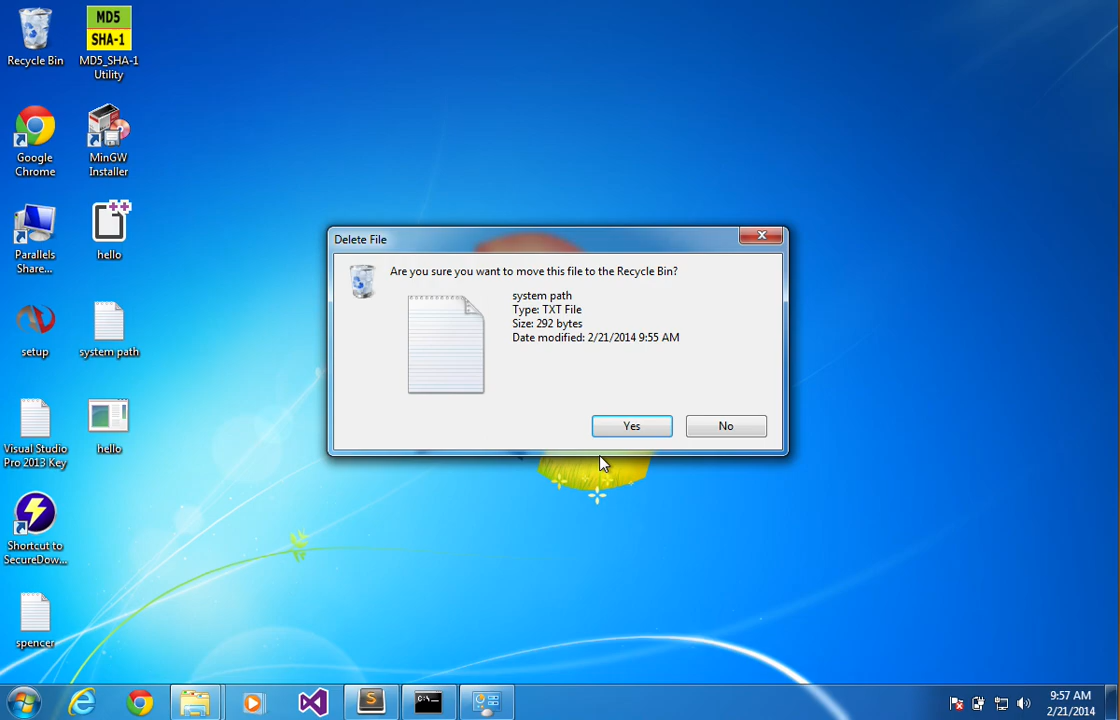 Recycle Bin
MD5
SHA-1
MD5_SHA-1
Utility
Google
Chrome
MinGW
Installer
Parallels
Share...
hello
setup
system path
Visual Studio
Pro 2013 Key
hello
Shortcut to
SecureDow...
spencer
Delete File
Are you sure you want to move this file to the Recycle Bin?
system path
Type: TXT File
Size: 292 bytes
Date modified: 2/21/2014 9:55 AM
Yes
No
C:\.
9:57 AM
2/21/2014